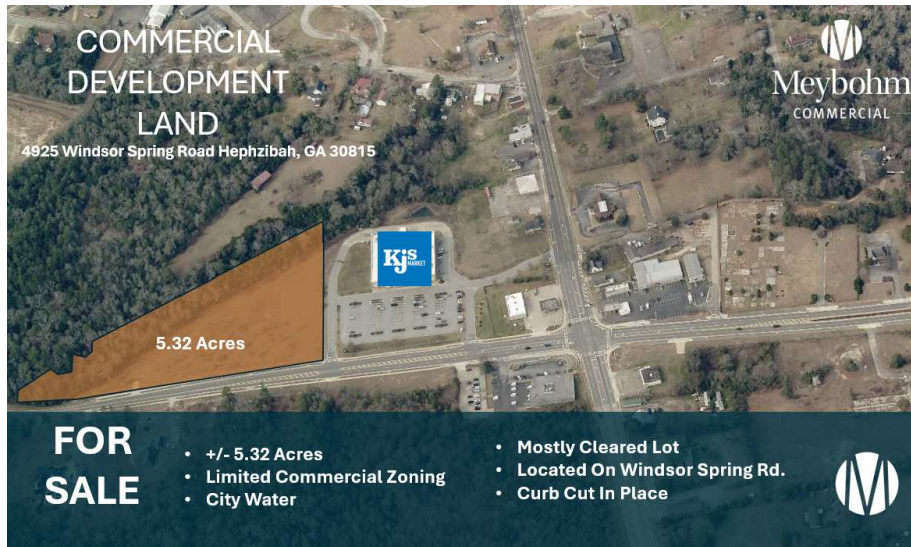 COMMERCIAL
DEVELOPMENT
LAND
4925 Windsor Spring Road Hephzibah, GA 30815
Meybohm
COMMERCIAL
KJs
MARKET
5.32 Acres
FOR
SALE
• +/- 5.32 Acres
• Limited Commercial Zoning
• City Water
• Mostly Cleared Lot
• Located On Windsor Spring Rd.
• Curb Cut In Place